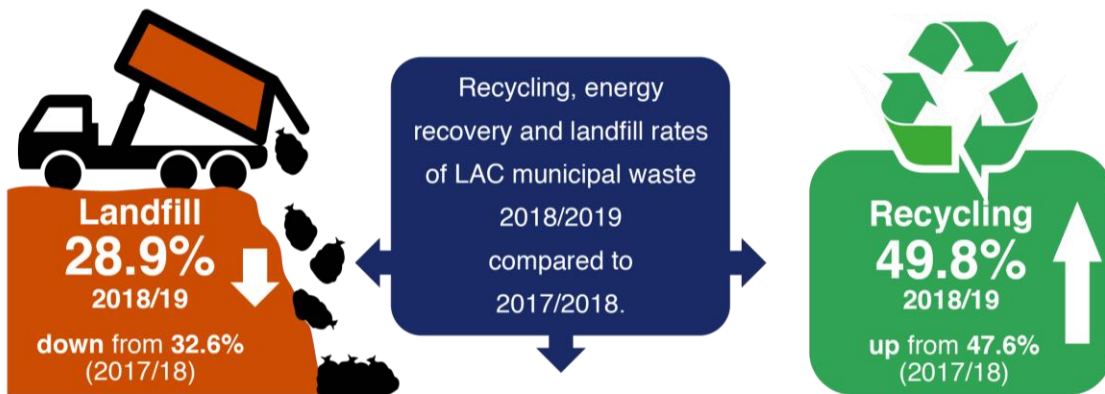 Landfill
28.9%
2018/19
down from 32.6%
(2017/18)
Recycling, energy
recovery and landfill rates
of LAC municipal waste
2018/2019
compared to
2017/2018.
Recycling
49.8%
2018/19
up from 47.6%
(2017/18)